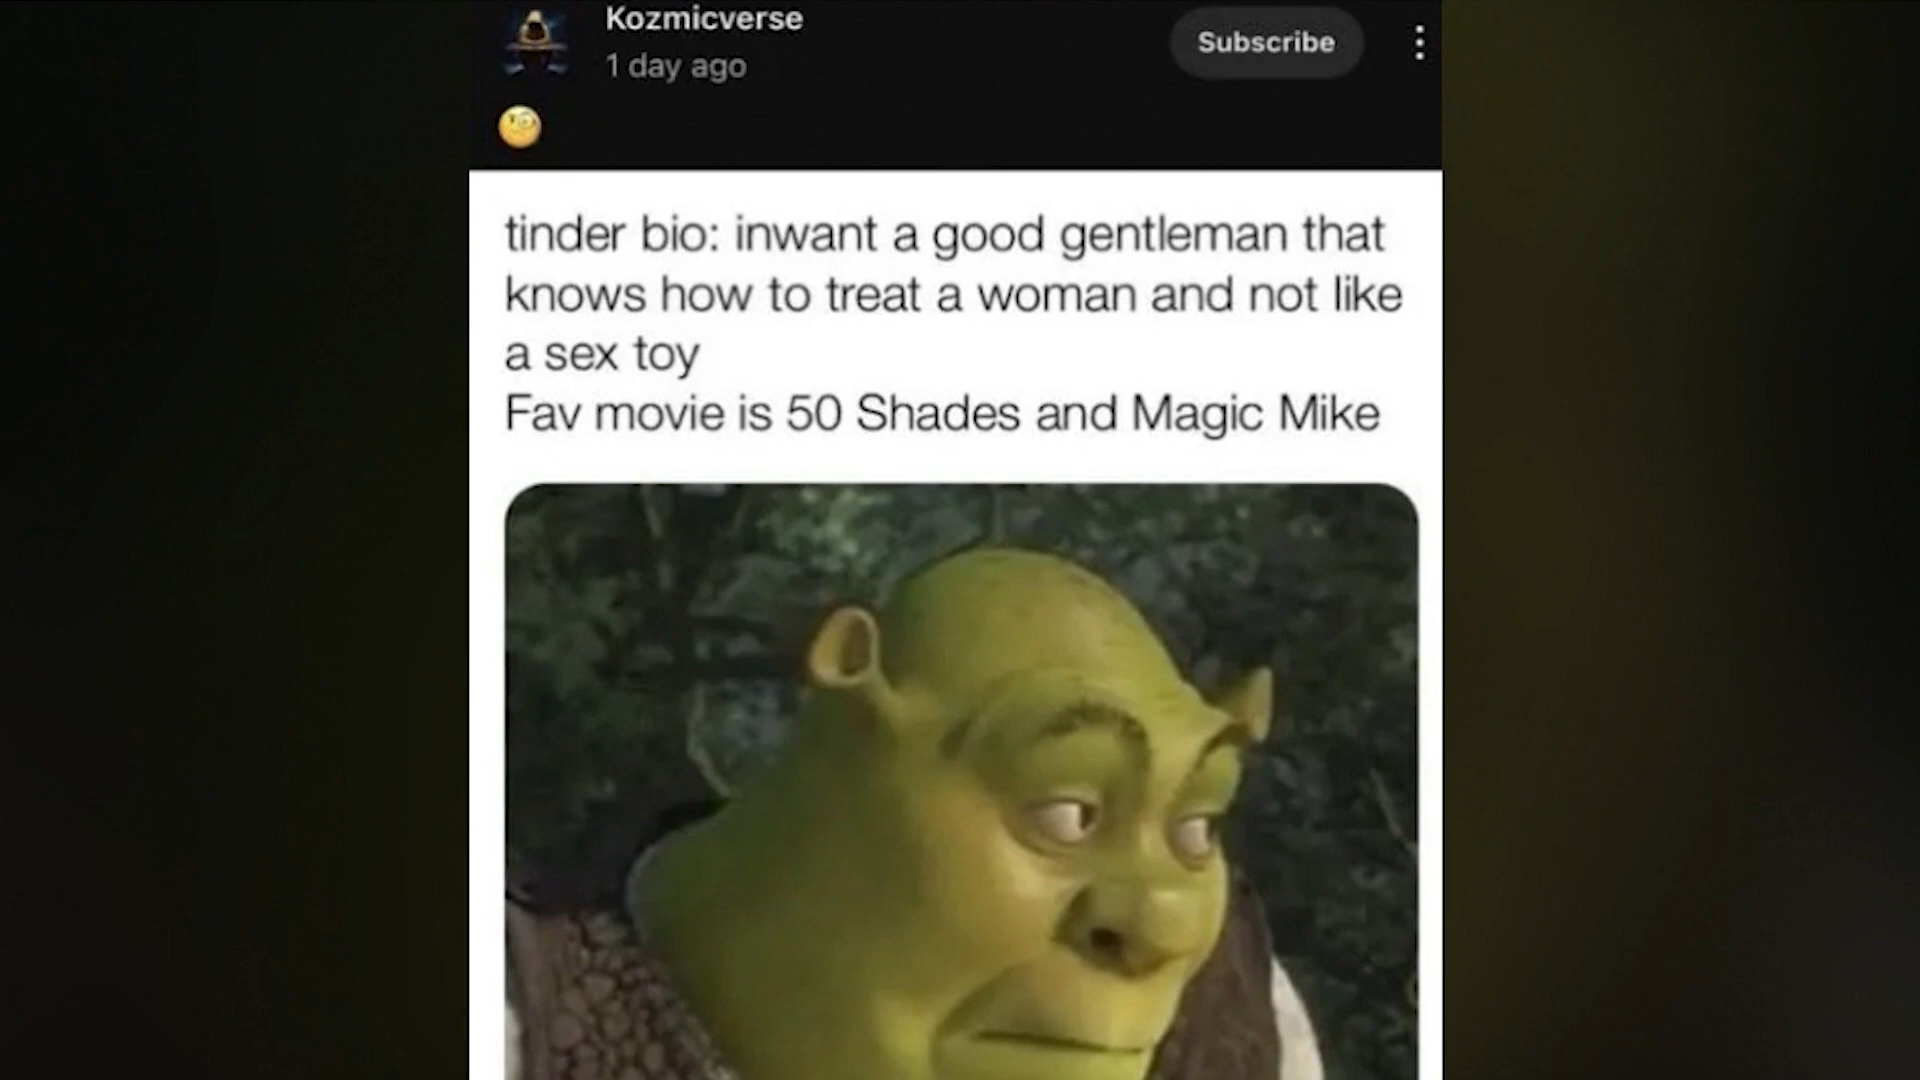 Kozmicverse
Subscribe
1 day ago
tinder bio: inwant a good gentleman that
knows how to treat a woman and not like
a sex toy
Fav movie is 50 Shades and Magic Mike